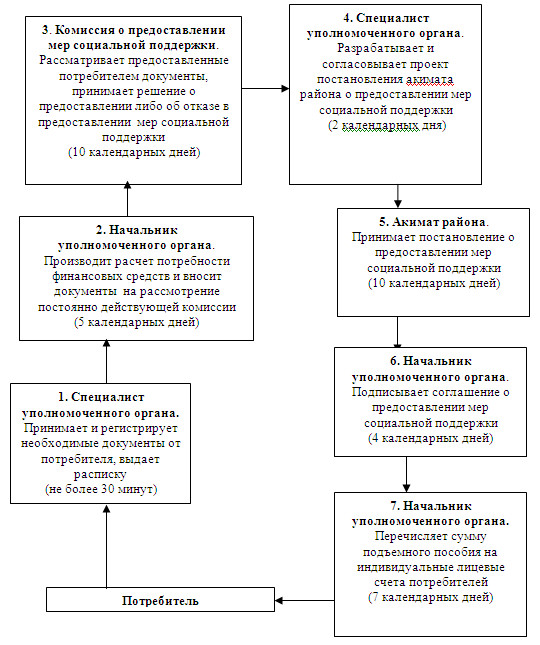 3. Комиссия о предоставлении
мер социальной поддержки.
Рассматривает предоставленные
потребителем документы,
принимает решение о
предоставлении либо об отказе в
предоставлении мер социальной
поддержки
(10 календарных дней)
4. Специалист
уполномоченного органа.
Разрабатывает и
согласовывает проект
постановления акимата
района о предоставлении мер
социальной поддержки
(2 календарных дня)
2. Начальник
уполномоченного органа.
Производит расчет потребности
финансовых средств и вносит
документы на рассмотрение
постоянно действующей комиссии
(5 календарных дней)
5. Акимат района.
Принимает постановление о
предоставлении мер
социальной поддержки
(10 календарных дней)
1. Специалист
уполномоченного органа.
Принимает и регистрирует
необходимые документы от
потребителя, выдает
расписку
(не более 30 минут)
6. Начальник
уполномоченного органа.
Подписывает соглашение о
предоставлении мер
социальной поддержки
(4 календарных дней)
7. Начальник
уполномоченного органа.
Перечисляет сумму
подъемного пособия на
индивидуальные лицевые
счета потребителей
(7 календарных дней)
Потребитель